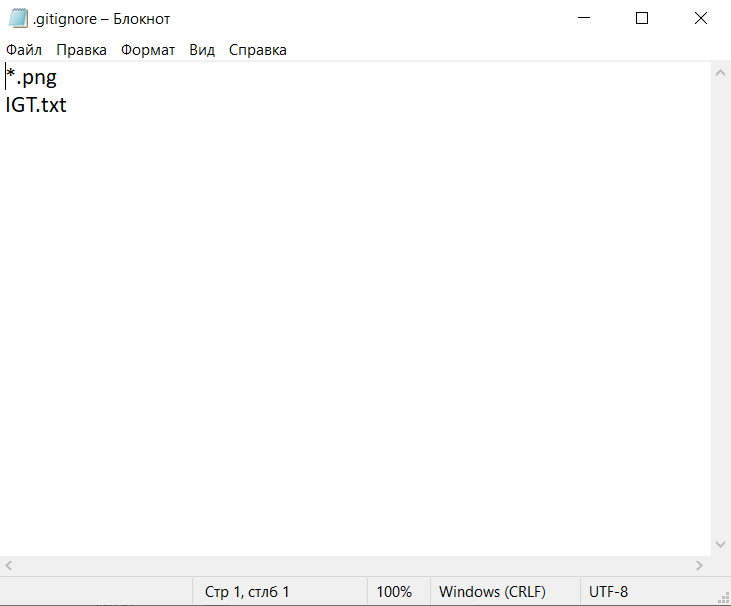 .gitignore – Блокнот
Файл Правка Формат Вид Справка
*.png
IGT.txt
Стр 1, стлб 1 100% Windows (CRLF) UTF-8